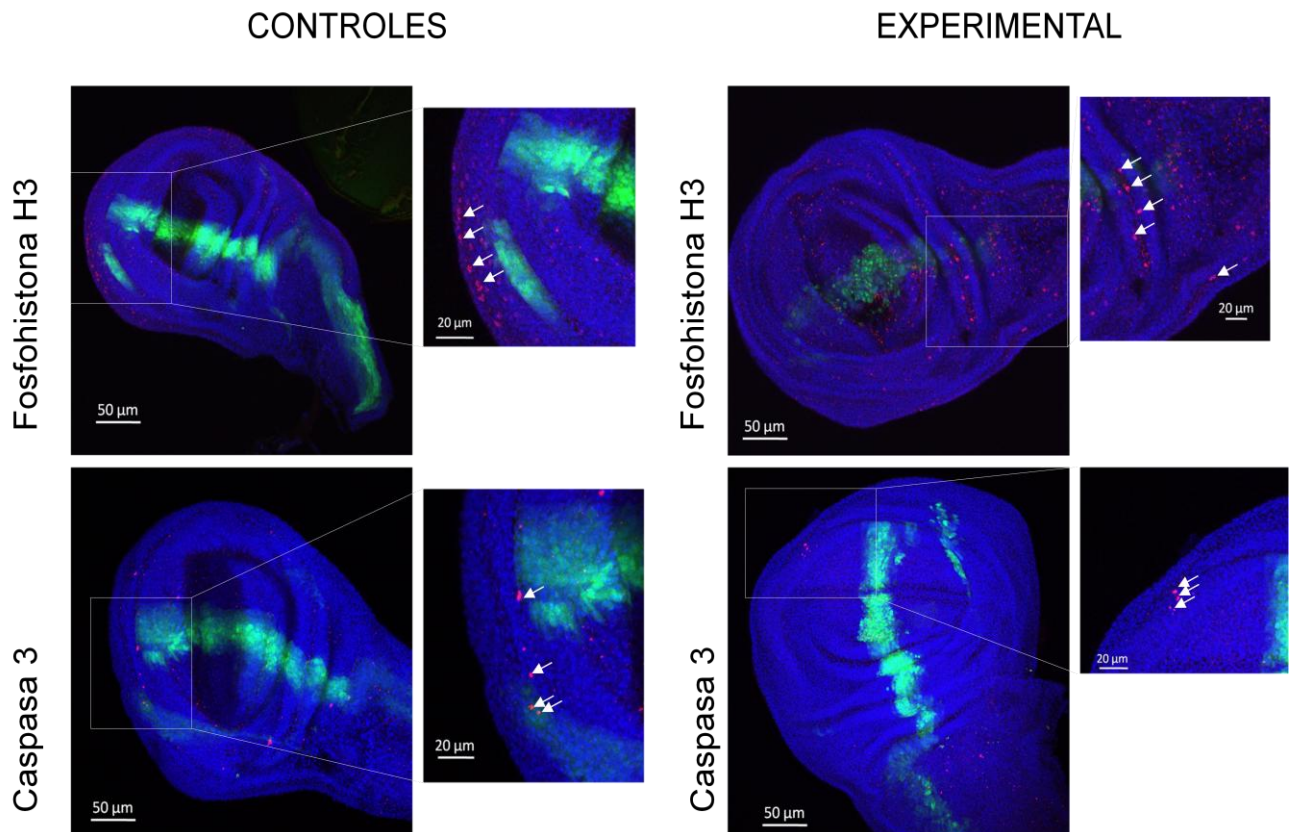 CONTROLES
EXPERIMENTAL
Fosfohistona H3
50 µm
20 µm
Fosfohistona H3
50 µm
20 µm
Caspasa 3
50 µm
20 µm
Caspasa 3
50 µm
20 µm